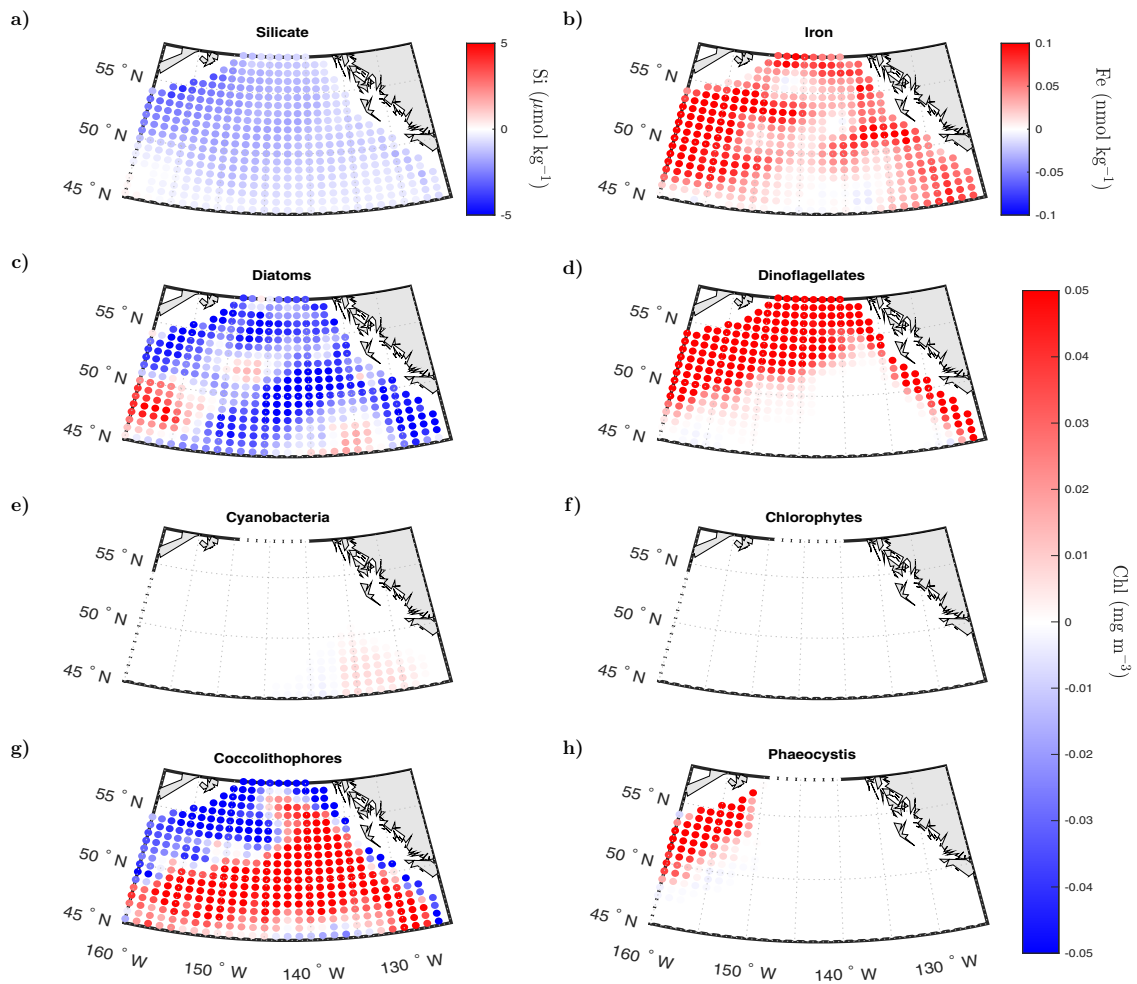 a)
Silicate
55 ° N
50 ° N
45 ° N
5
0
-5
Si (μmol kg⁻¹)
b)
Iron
55 ° N
50 ° N
45 ° N
0.1
0.05
0
-0.05
-0.1
Fe (nmol kg⁻¹)
c)
Diatoms
55 ° N
50 ° N
45 ° N
d)
Dinoflagellates
55 ° N
50 ° N
45 ° N
e)
Cyanobacteria
55 ° N
50 ° N
45 ° N
f)
Chlorophytes
55 ° N
50 ° N
45 ° N
g)
Coccolithophores
55 ° N
50 ° N
45 ° N
160 ° W
150 ° W
140 ° W
130 ° W
h)
Phaeocystis
55 ° N
50 ° N
45 ° N
160 ° W
150 ° W
140 ° W
130 ° W
0.05
0.04
0.03
0.02
0.01
0
-0.01
-0.02
-0.03
-0.04
-0.05
Chl (mg m⁻³)